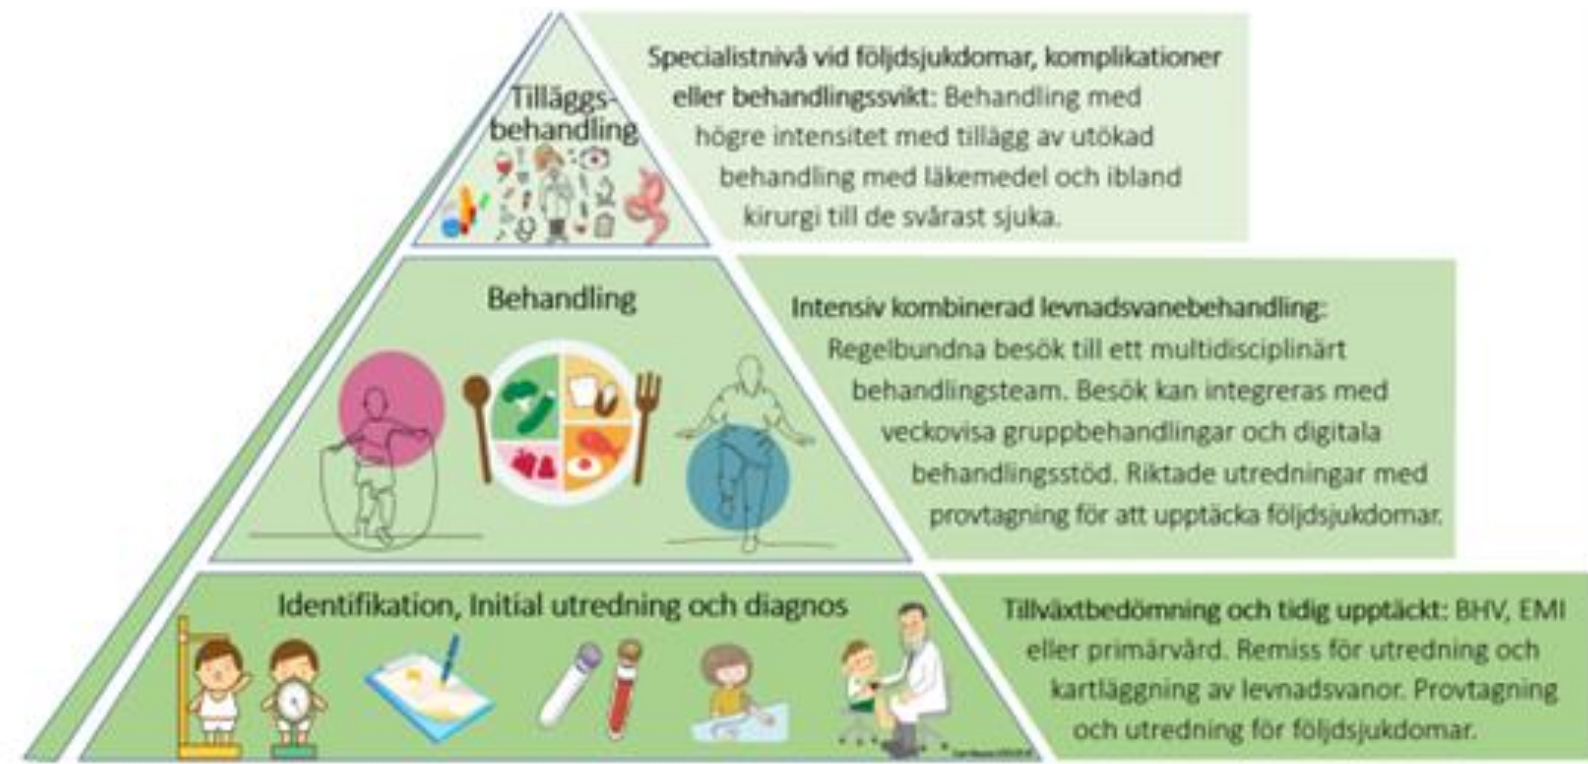 Tilläggs-
behandling
Specialistnivå vid följdsjukdomar, komplikationer
eller behandlingssvikt: Behandling med
högre intensitet med tillägg av utökad
behandling med läkemedel och ibland
kirurgi till de svårast sjuka.
Behandling
Intensiv kombinerad levnadsvanebehandling:
Regelbundna besök till ett multidisciplinärt
behandlingsteam. Besök kan integreras med
veckovisa gruppbehandlingar och digitala
behandlingsstöd. Riktade utredningar med
provtagning för att upptäcka följdsjukdomar.
Identifikation, Initial utredning och diagnos
Tillväxtbedömning och tidig upptäckt: BHV, EMI
eller primärvård. Remiss för utredning och
kartläggning av levnadsvanor. Provtagning
och utredning för följdsjukdomar.